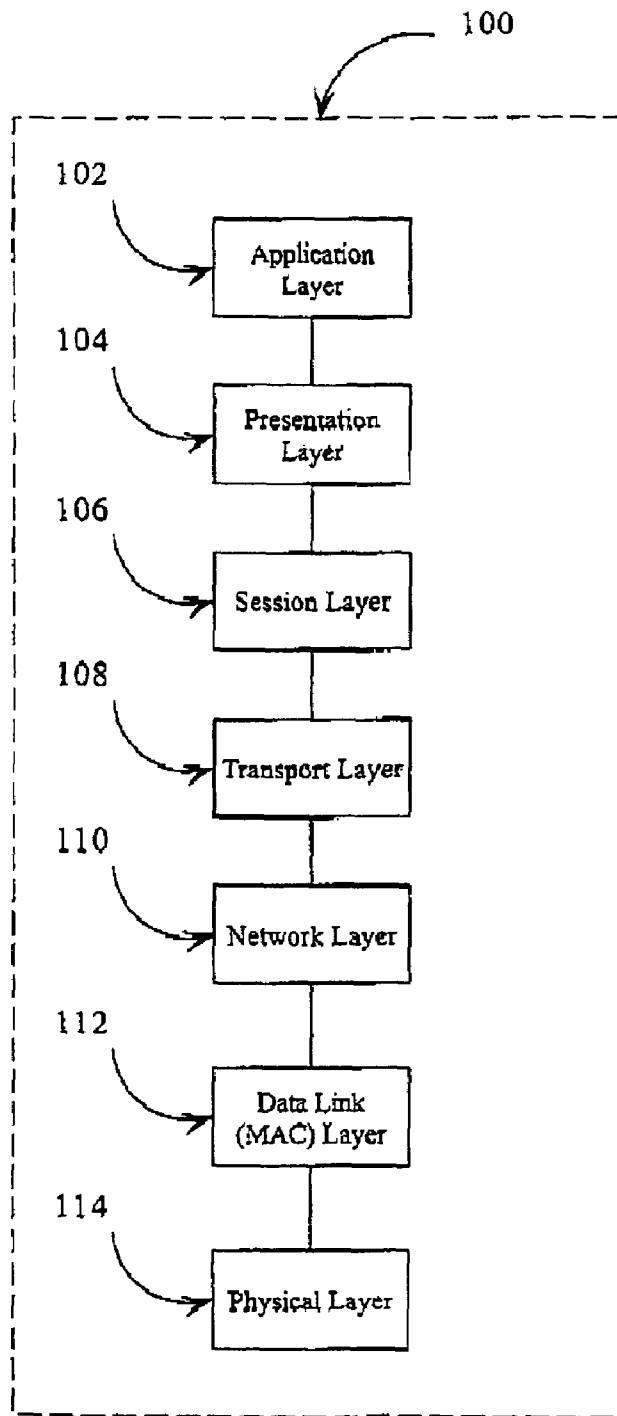 100
102
Application
Layer
104
Presentation
Layer
106
Session Layer
108
Transport Layer
110
Network Layer
112
Data Link
(MAC) Layer
114
Physical Layer